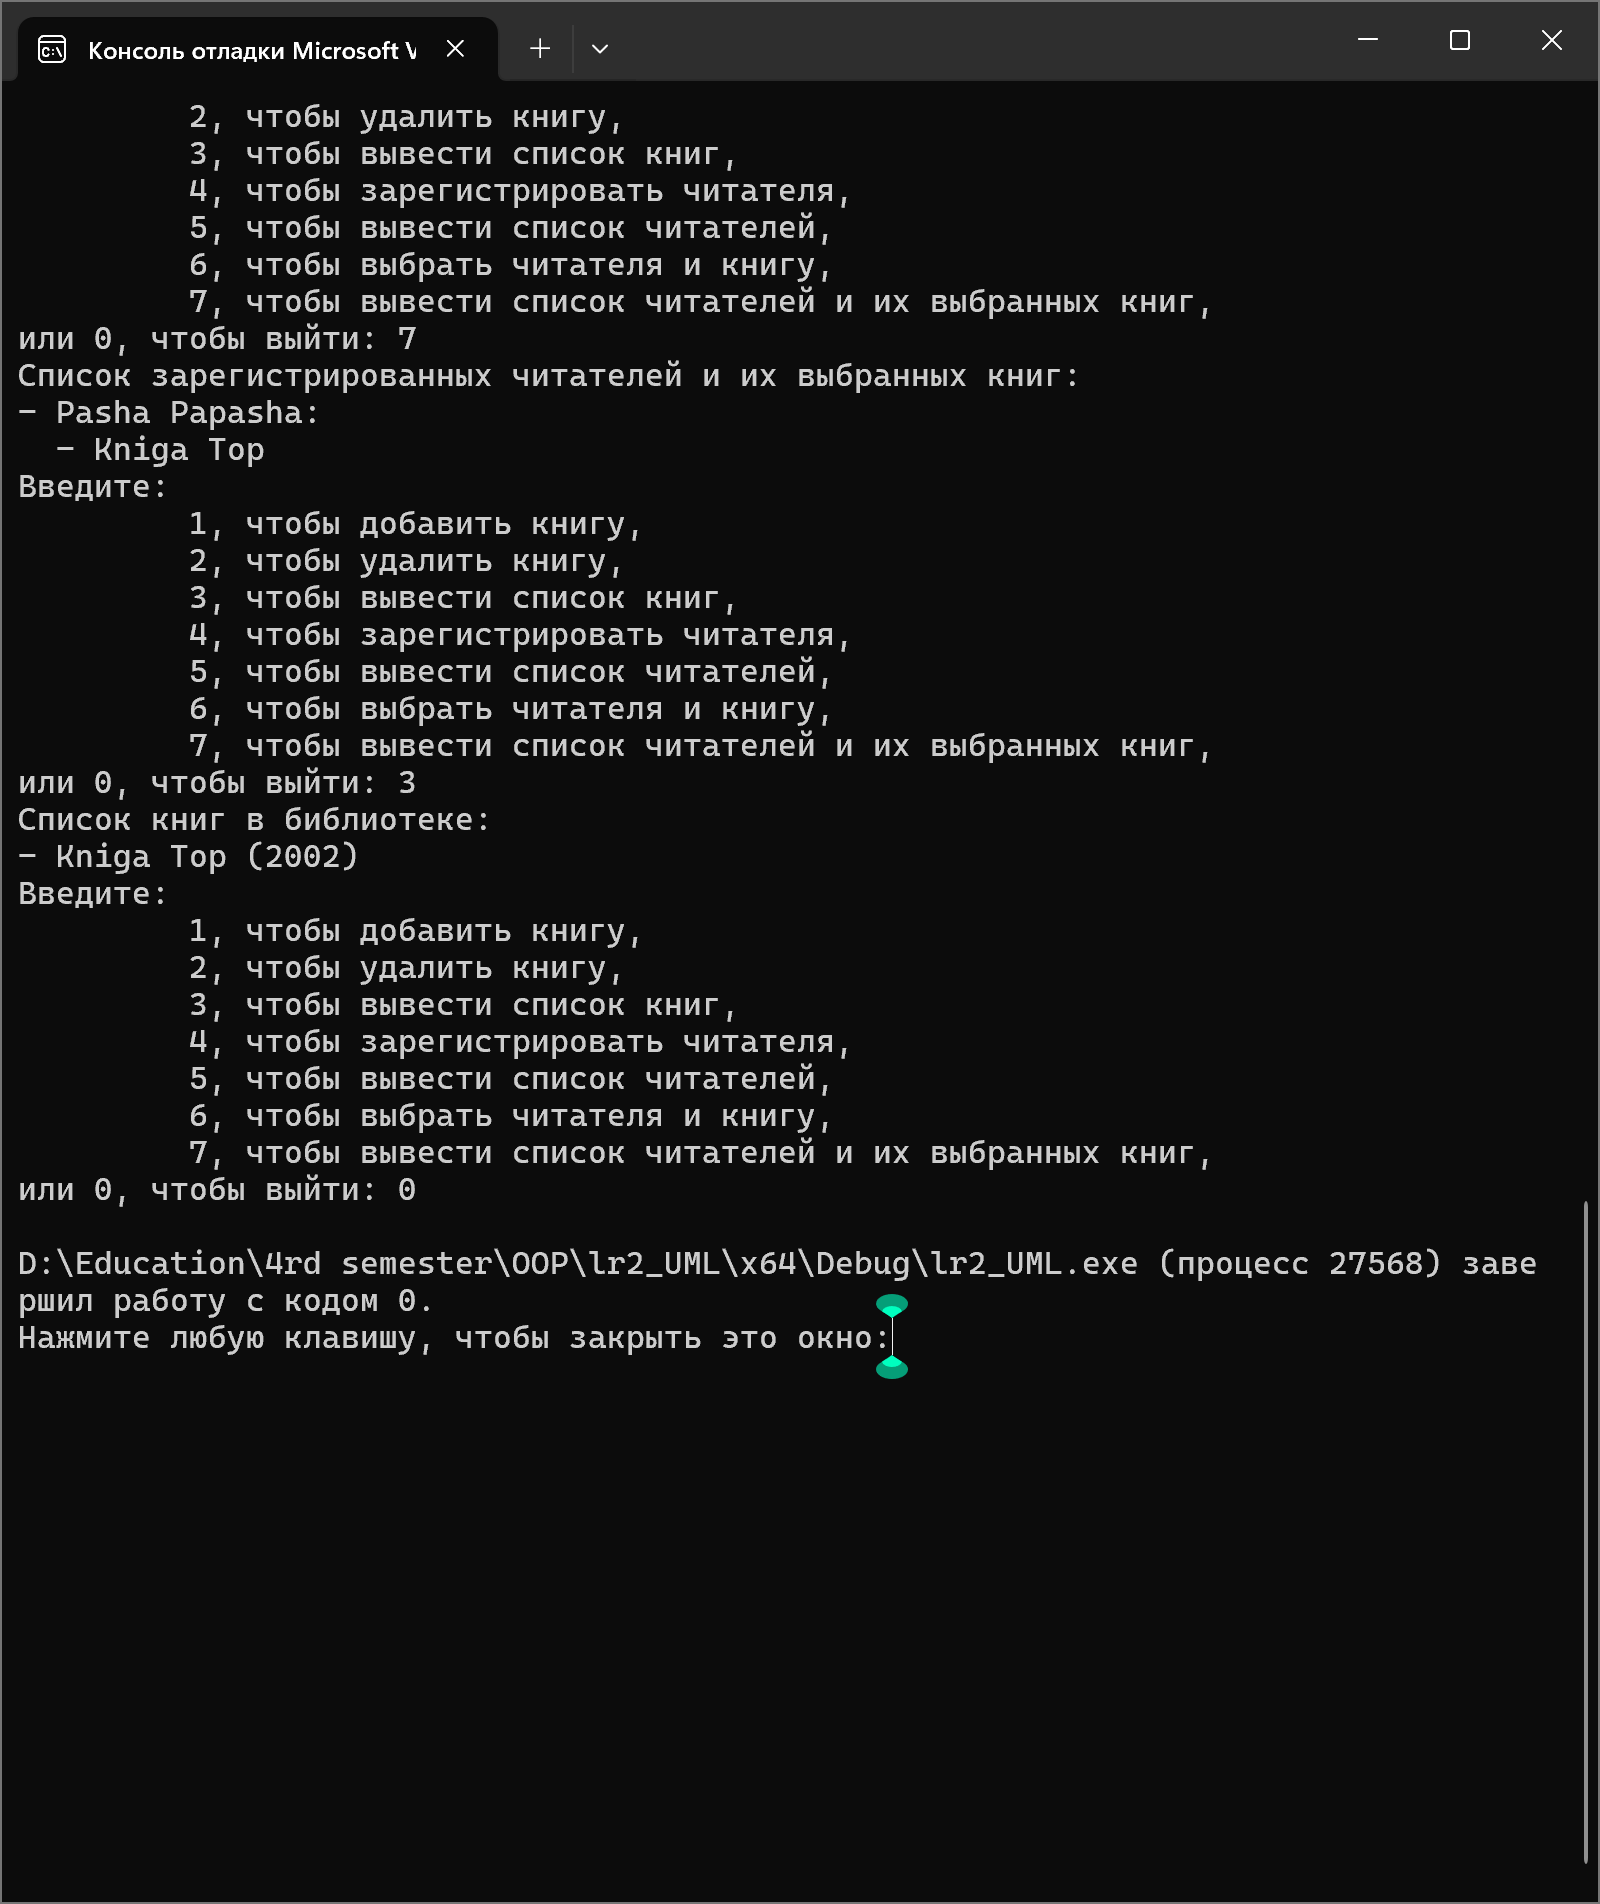 Консоль отладки Microsoft V
2, чтобы удалить книгу,
3, чтобы вывести список книг,
4, чтобы зарегистрировать читателя,
5, чтобы вывести список читателей,
6, чтобы выбрать читателя и книгу,
7, чтобы вывести список читателей и их выбранных книг,
или 0, чтобы выйти: 7
Список зарегистрированных читателей и их выбранных книг:
- Pasha Papasha:
- Kniga Top
Введите:
1, чтобы добавить книгу,
2, чтобы удалить книгу,
3, чтобы вывести список книг,
4, чтобы зарегистрировать читателя,
5, чтобы вывести список читателей,
6, чтобы выбрать читателя и книгу,
7, чтобы вывести список читателей и их выбранных книг,
или 0, чтобы выйти: 3
Список книг в библиотеке:
- Kniga Top (2002)
Введите:
1, чтобы добавить книгу,
2, чтобы удалить книгу,
3, чтобы вывести список книг,
4, чтобы зарегистрировать читателя,
5, чтобы вывести список читателей,
6, чтобы выбрать читателя и книгу,
7, чтобы вывести список читателей и их выбранных книг,
или 0, чтобы выйти: 0
D:\Education\4rd semester\OOP\lr2_UML\x64\Debug\lr2_UML.exe (процесс 27568) заве
ршил работу с кодом 0.
Нажмите любую клавишу, чтобы закрыть это окно: